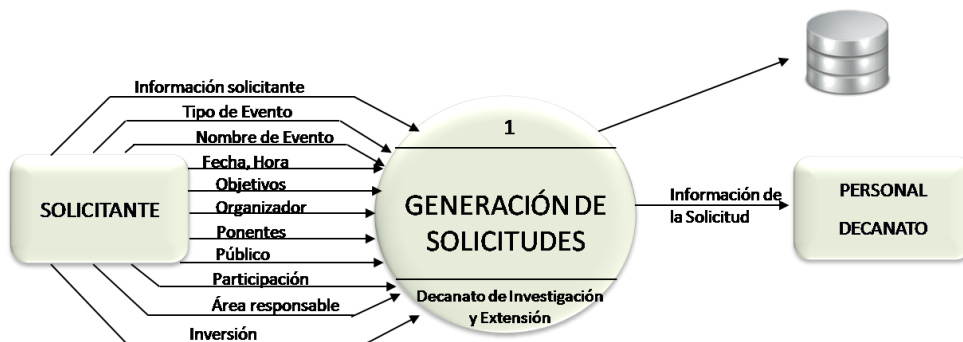 Información solicitante
Tipo de Evento
Nombre de Evento
Fecha, Hora
Objetivos
Organizador
Ponentes
Público
Participación
Área responsable
Inversión
SOLICITANTE
1
GENERACIÓN DE
SOLICITUDES
Decanato de Investigación
y Extensión
Información de
la Solicitud
PERSONAL
DECANATO